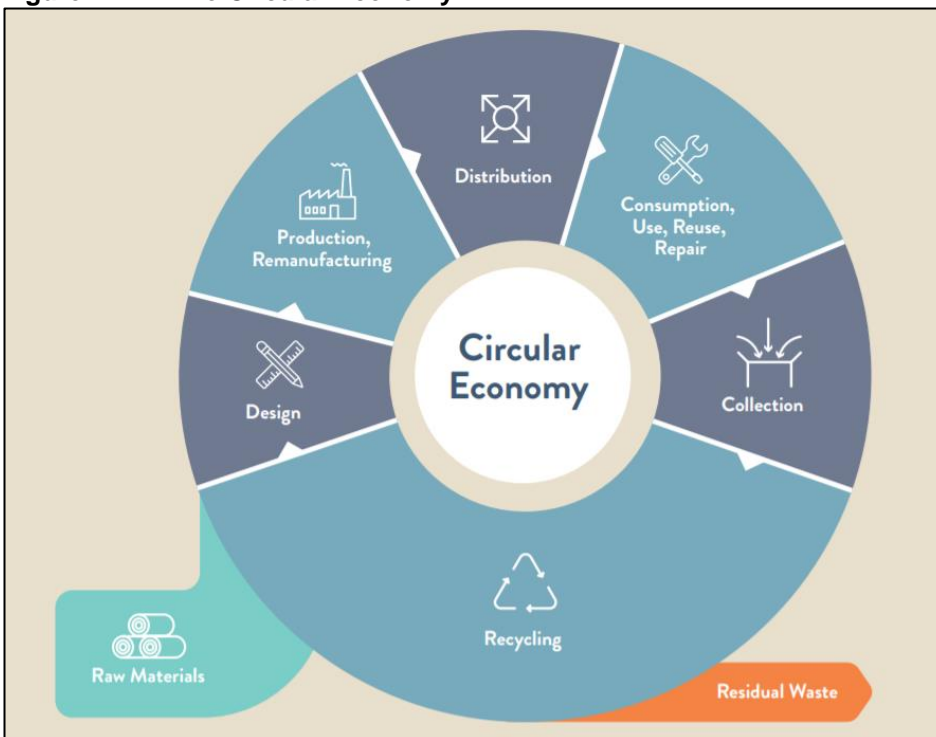 Distribution
Consumption,
Use, Reuse,
Repair
Production,
Remanufacturing
Circular
Economy
Design
Collection
Recycling
Raw Materials
Residual Waste